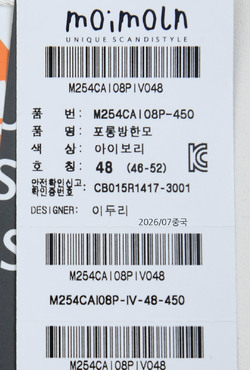 moimoln
UNIQUE SCANDISTYLE
M254CAI08PIV048
품 번: M254CAI08P-450
품 명: 포롱방한모
색 상: 아이보리
호 칭: 48 (46-52)
안전확인신고
확인증번호: CB015R1417-3001
DESIGNER: 이두리
2026/07중국
M254CAI08PIV048
M254CAI08P-IV-48-450
M254CAI08PIV048